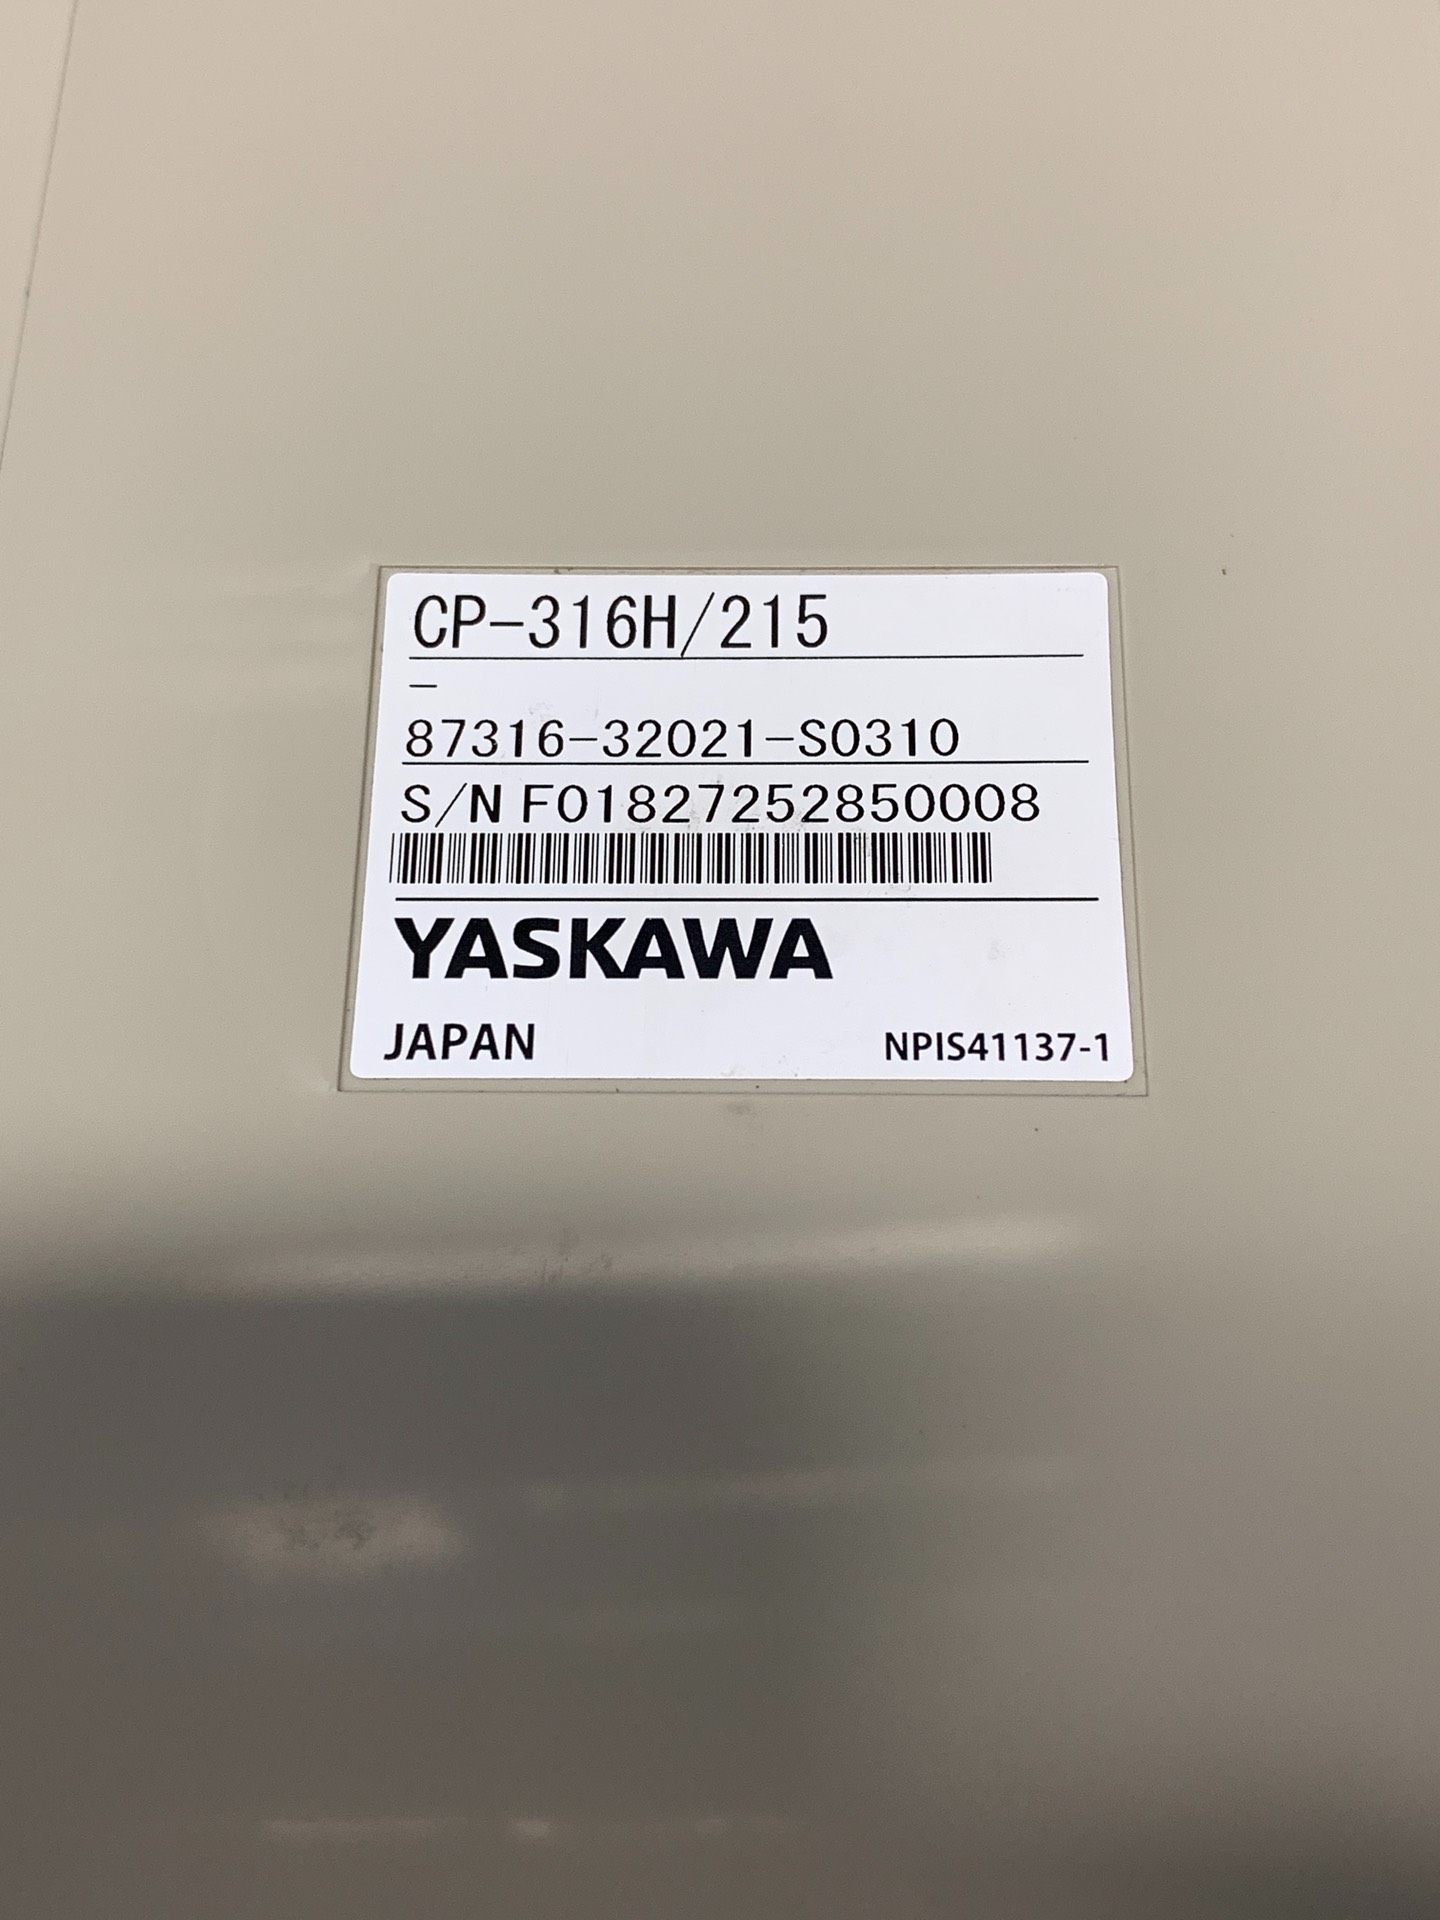 CP-316H/215
-
87316-32021-S0310
S/N F01827252850008
YASKAWA
JAPAN NPIS41137-1